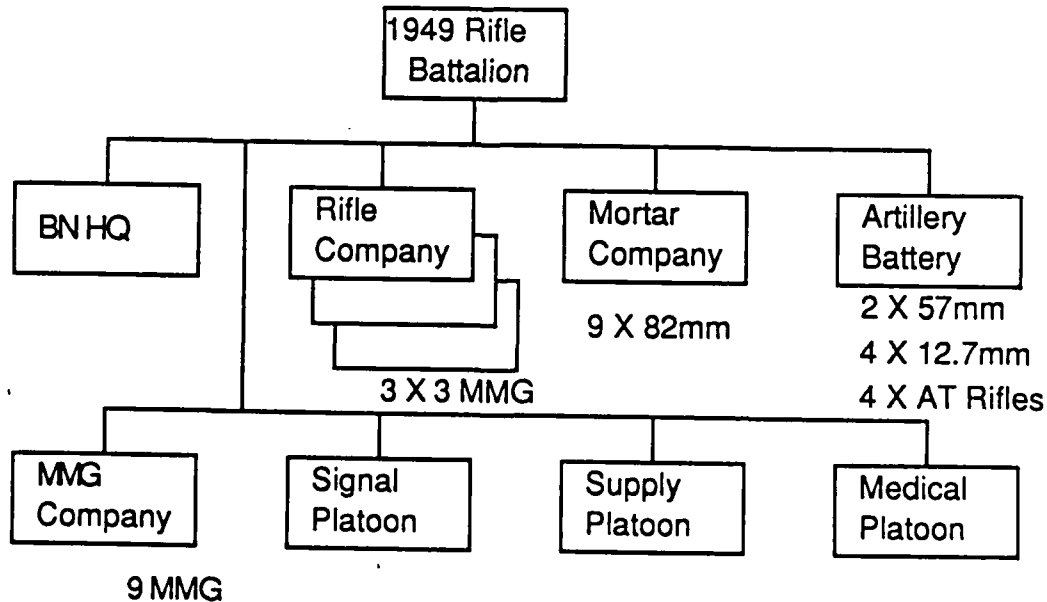 1949 Rifle
Battalion
BN HQ
Rifle
Company
3 X 3 MMG
Mortar
Company
9 X 82mm
Artillery
Battery
2 X 57mm
4 X 12.7mm
4 X AT Rifles
MMG
Company
9 MMG
Signal
Platoon
Supply
Platoon
Medical
Platoon